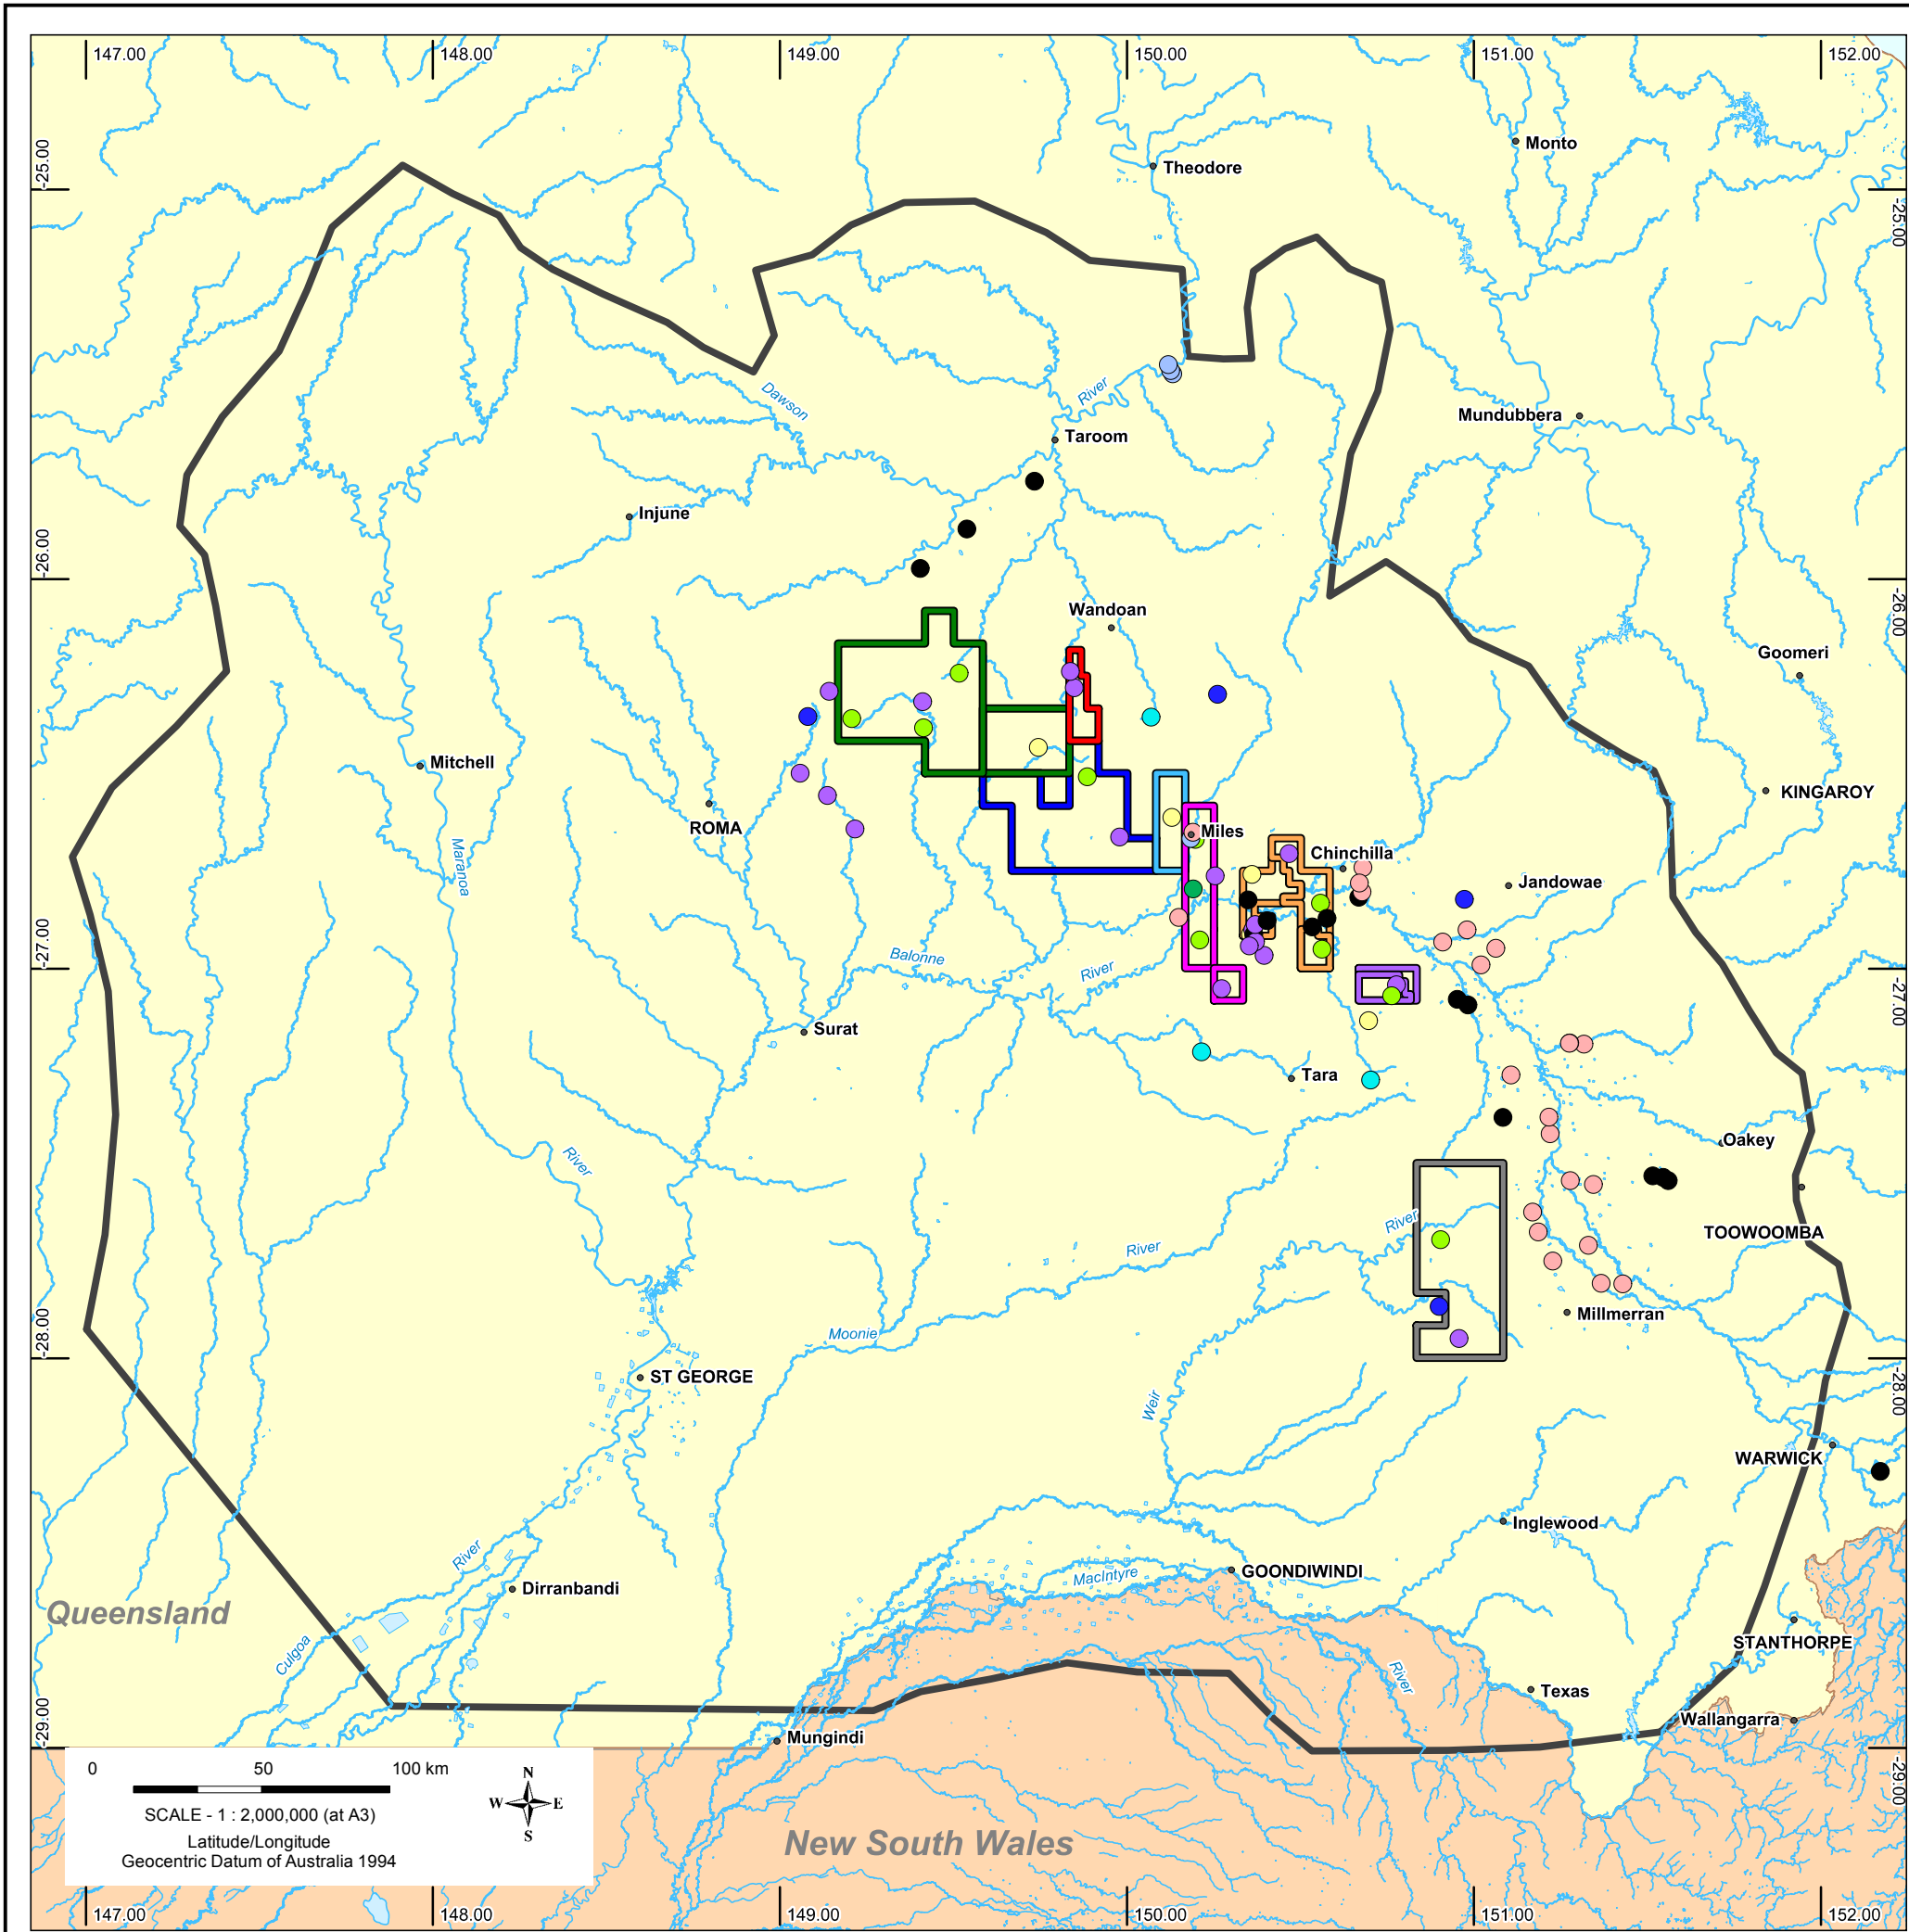 147.00
148.00
149.00
150.00
151.00
152.00
-25.00
-25.00
Theodore
Monto
Dawson
River
Taroom
Mundubbera
Injune
-26.00
-26.00
Wandoan
Goomeri
Mitchell
ROMA
KINGAROY
Miles
Chinchilla
Jandowae
Maranoa
-27.00
-27.00
Balonne
River
Surat
Tara
Oakey
River
River
River
TOOWOOMBA
Moonie
Millmerran
-28.00
-28.00
ST GEORGE
Weir
WARWICK
Inglewood
River
Dirranbandi
MacIntyre
GOONDIWINDI
Queensland
Culgoa
STANTHORPE
River
Texas
Wallangarra
-29.00
-29.00
Mungindi
0 50 100 km
SCALE - 1 : 2,000,000 (at A3)
Latitude/Longitude
Geocentric Datum of Australia 1994
N
W E
S
New South Wales
147.00
148.00
149.00
150.00
151.00
152.00